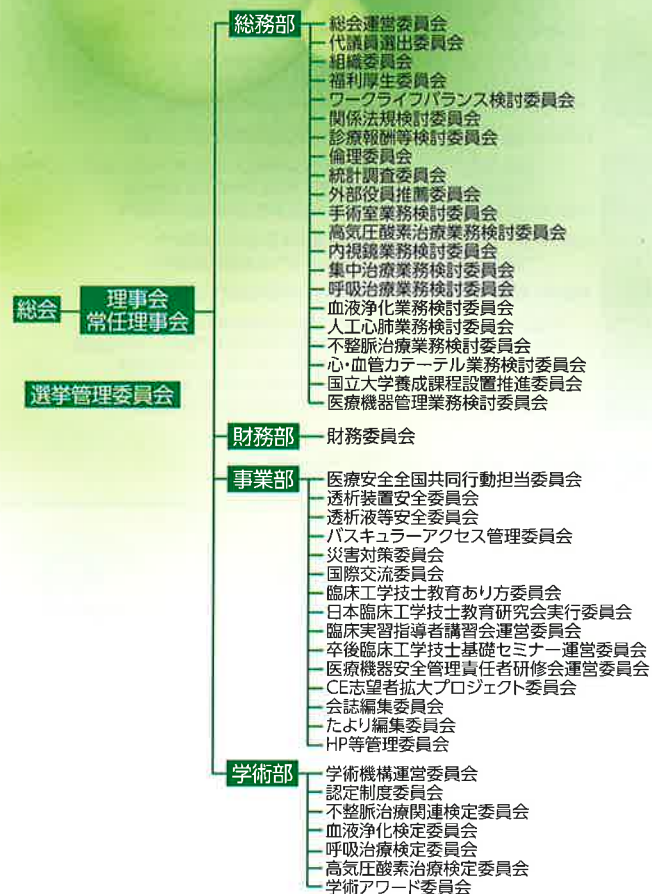 総会
理事会
常任理事会
選挙管理委員会
総務部
総会運営委員会
代議員選出委員会
組織委員会
福利厚生委員会
ワークライフバランス検討委員会
関係法規検討委員会
診療報酬等検討委員会
倫理委員会
統計調査委員会
外部役員推薦委員会
手術室業務検討委員会
高気圧酸素治療業務検討委員会
内視鏡業務検討委員会
集中治療業務検討委員会
呼吸治療業務検討委員会
血液浄化業務検討委員会
人工心肺業務検討委員会
不整脈治療業務検討委員会
心・血管カテーテル業務検討委員会
国立大学養成課程設置推進委員会
医療機器管理業務検討委員会
財務部
財務委員会
事業部
医療安全全国共同行動担当委員会
透析装置安全委員会
透析液等安全委員会
バスキュラーアクセス管理委員会
災害対策委員会
国際交流委員会
臨床工学技士教育あり方委員会
日本臨床工学技士教育研究会実行委員会
臨床実習指導者講習会運営委員会
卒後臨床工学技士基礎セミナー運営委員会
医療機器安全管理責任者研修会運営委員会
CE志望者拡大プロジェクト委員会
会誌編集委員会
たより編集委員会
HP等管理委員会
学術部
学術機構運営委員会
認定制度委員会
不整脈治療関連検定委員会
血液浄化検定委員会
呼吸治療検定委員会
高気圧酸素治療検定委員会
学術アワード委員会